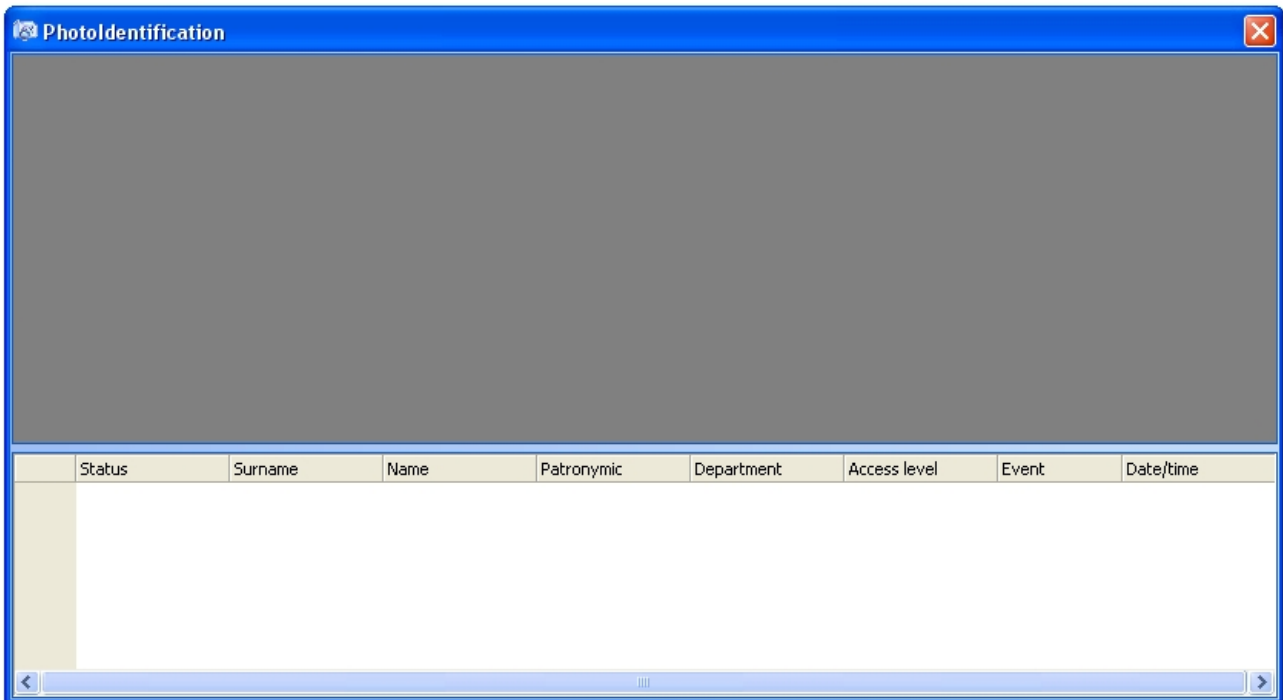 PhotoIdentification
Status Surname Name Patronymic Department Access level Event Date/time